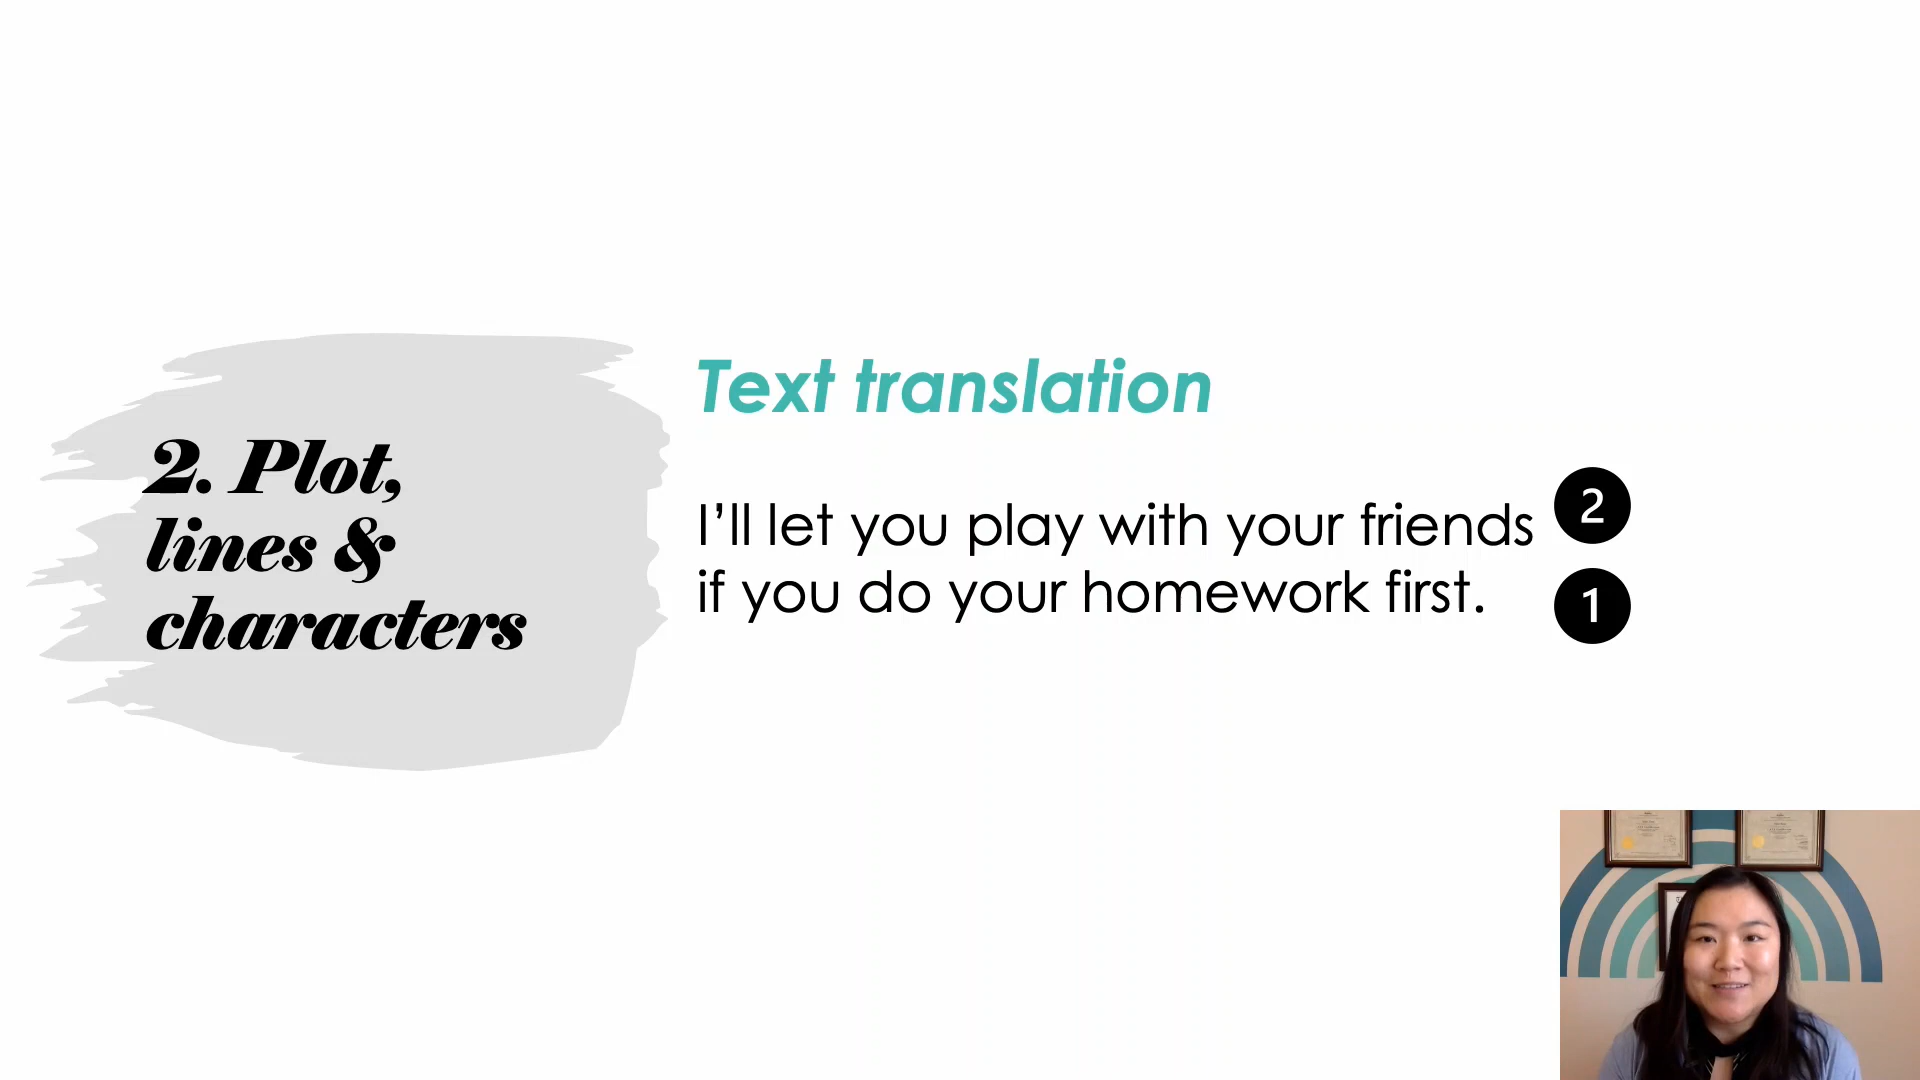 2. Plot,
lines &
characters
Text translation
I’ll let you play with your friends
2
if you do your homework first.
1